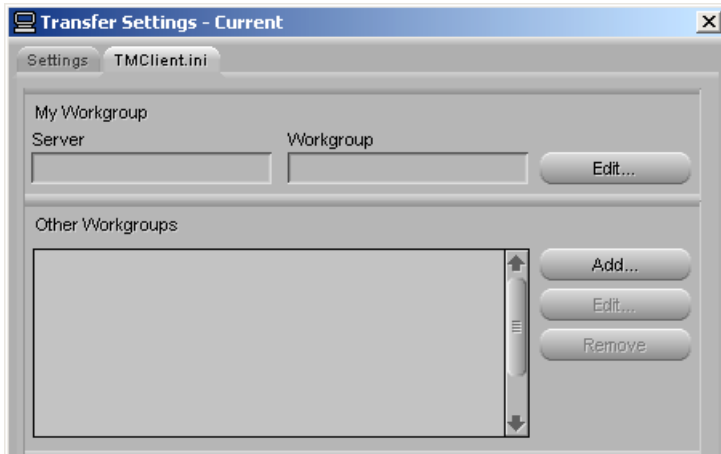 Transfer Settings - Current
Settings TMClient.ini
My Workgroup
Server Workgroup
Edit...
Other Workgroups
Add...
Edit...
Remove